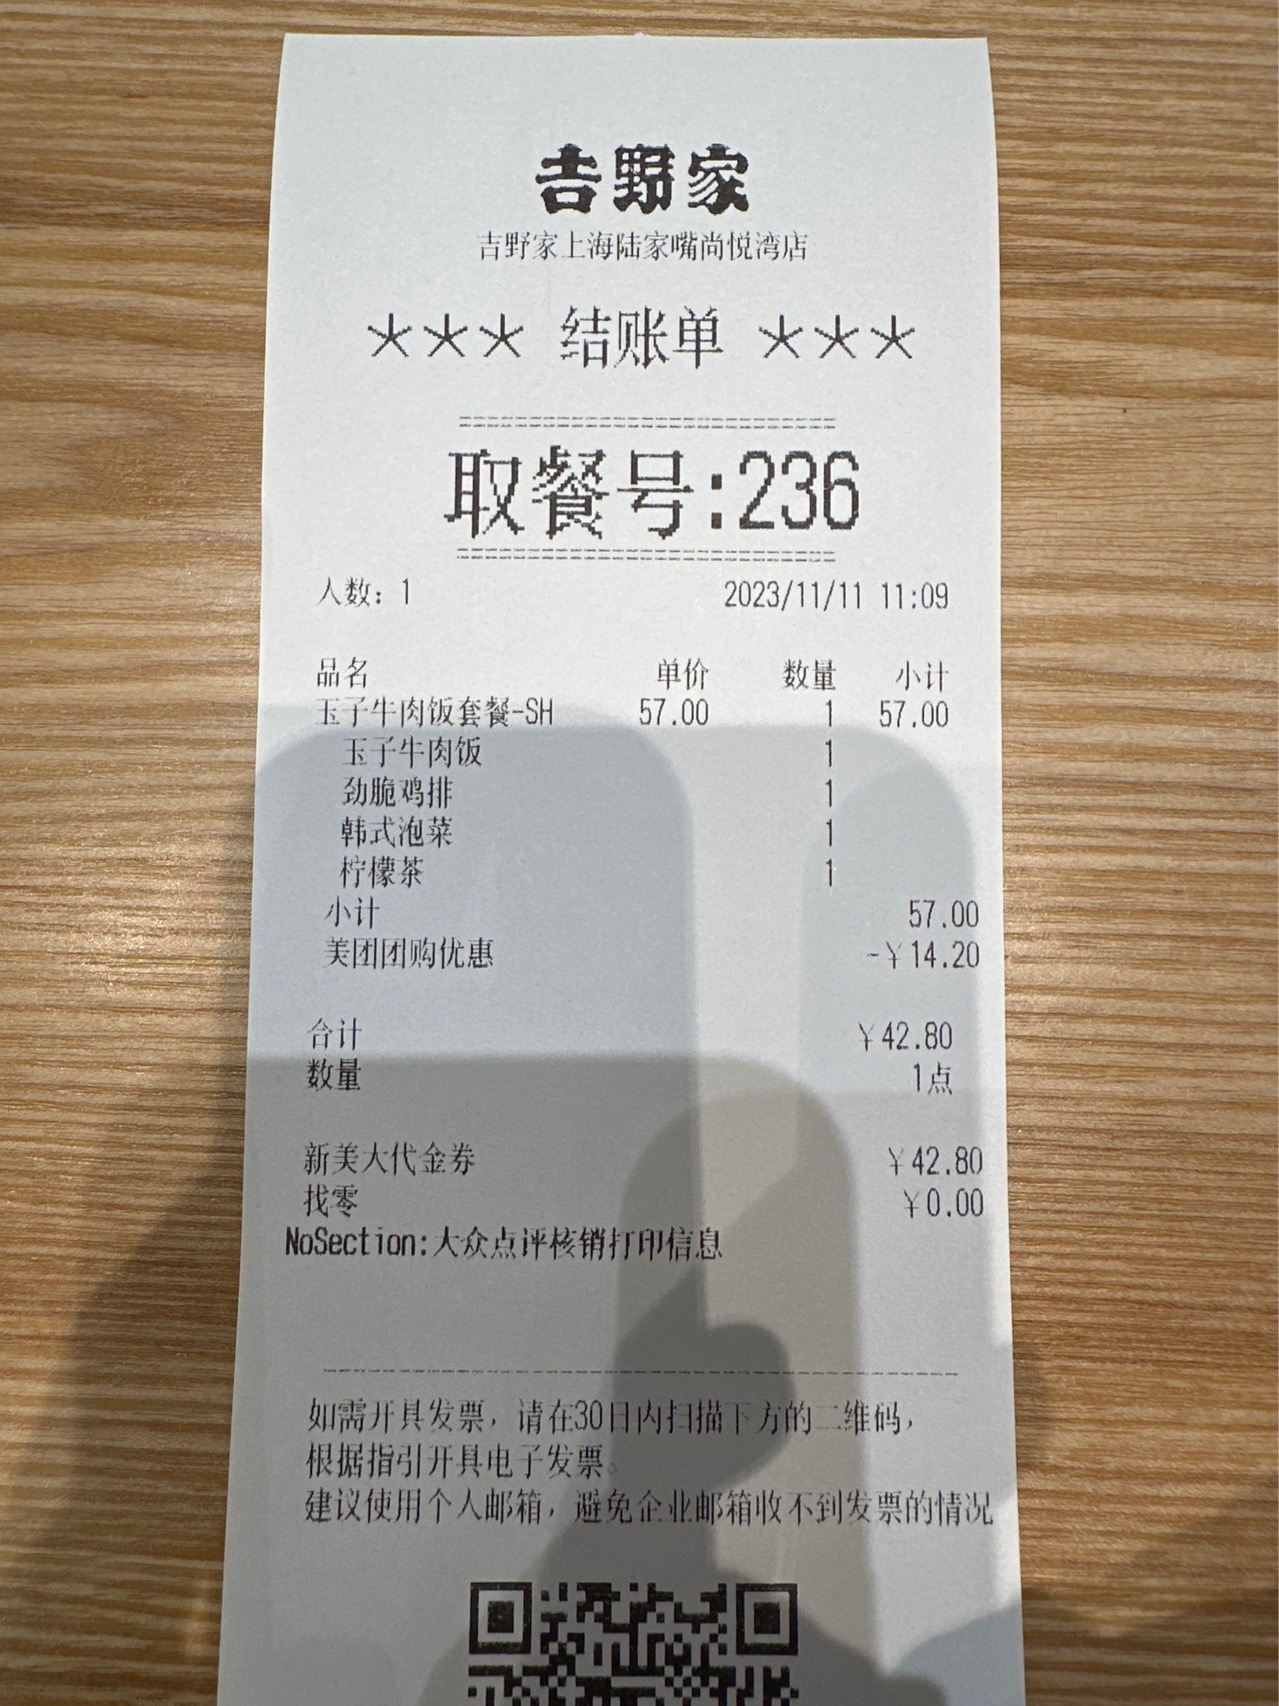 吉野家
吉野家上海陆家嘴尚悦湾店
*** 结账单 ***
取餐号:236
人数：1 2023/11/11 11:09
品名 单价 数量 小计
玉子牛肉饭套餐-SH 57.00 1 57.00
玉子牛肉饭 1
劲脆鸡排 1
韩式泡菜 1
柠檬茶 1
小计 57.00
美团团购优惠 -￥14.20
合计 ￥42.80
数量 1点
新美大代金券 ￥42.80
找零 ￥0.00
NoSection:大众点评核销打印信息
如需开具发票，请在30日内扫描下方的二维码，
根据指引开具电子发票。
建议使用个人邮箱，避免企业邮箱收不到发票的情况